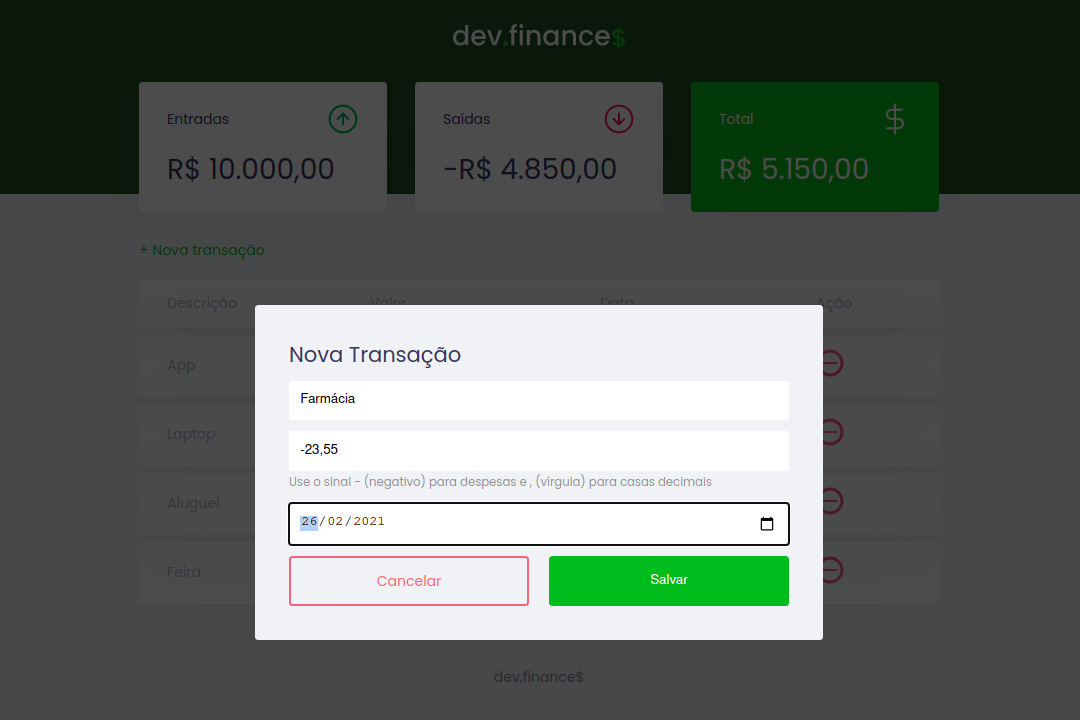 dev.finance$
Entradas
R$ 10.000,00
Saídas
-R$ 4.850,00
Total
R$ 5.150,00
+ Nova transação
Descrição Valor Data Ação
App
Laptop
Aluguel
Feira
Nova Transação
Farmácia
-23,55
Use o sinal - (negativo) para despesas e , (vírgula) para casas decimais
26/02/2021
Cancelar Salvar
dev.finance$